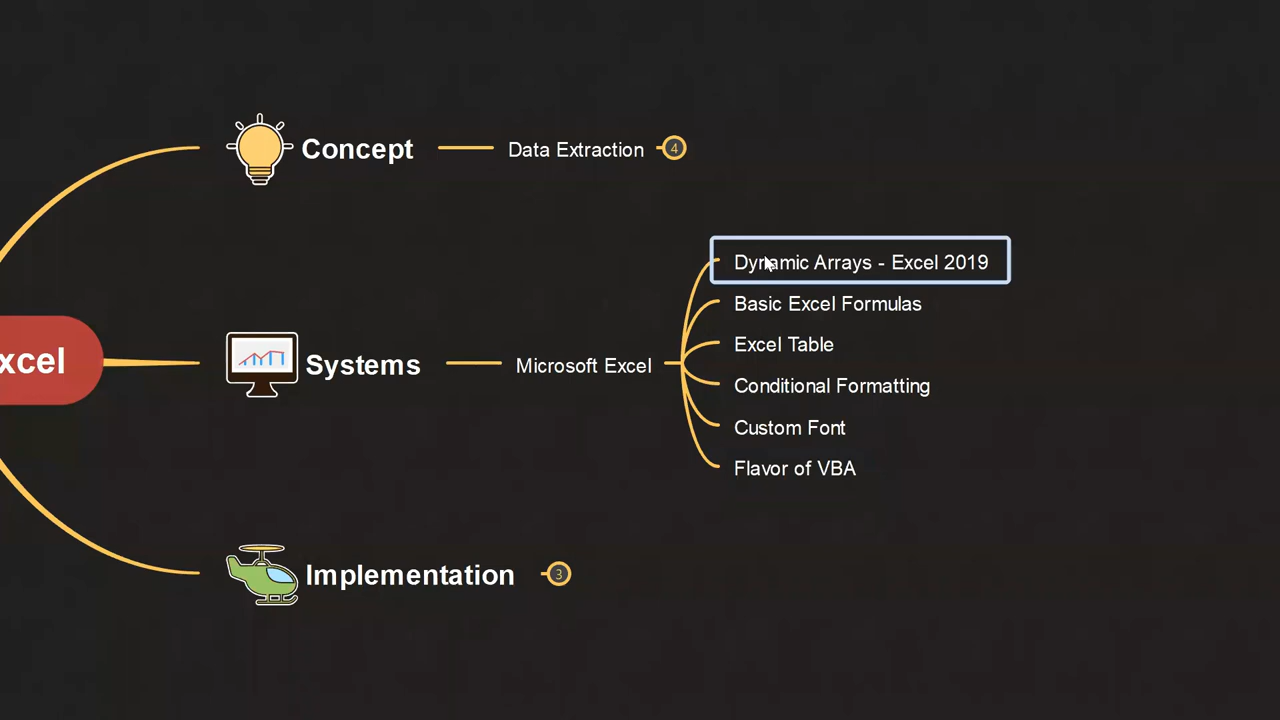 xcel
Concept
Data Extraction
4
Systems
Microsoft Excel
Dynamic Arrays - Excel 2019
Basic Excel Formulas
Excel Table
Conditional Formatting
Custom Font
Flavor of VBA
Implementation
3